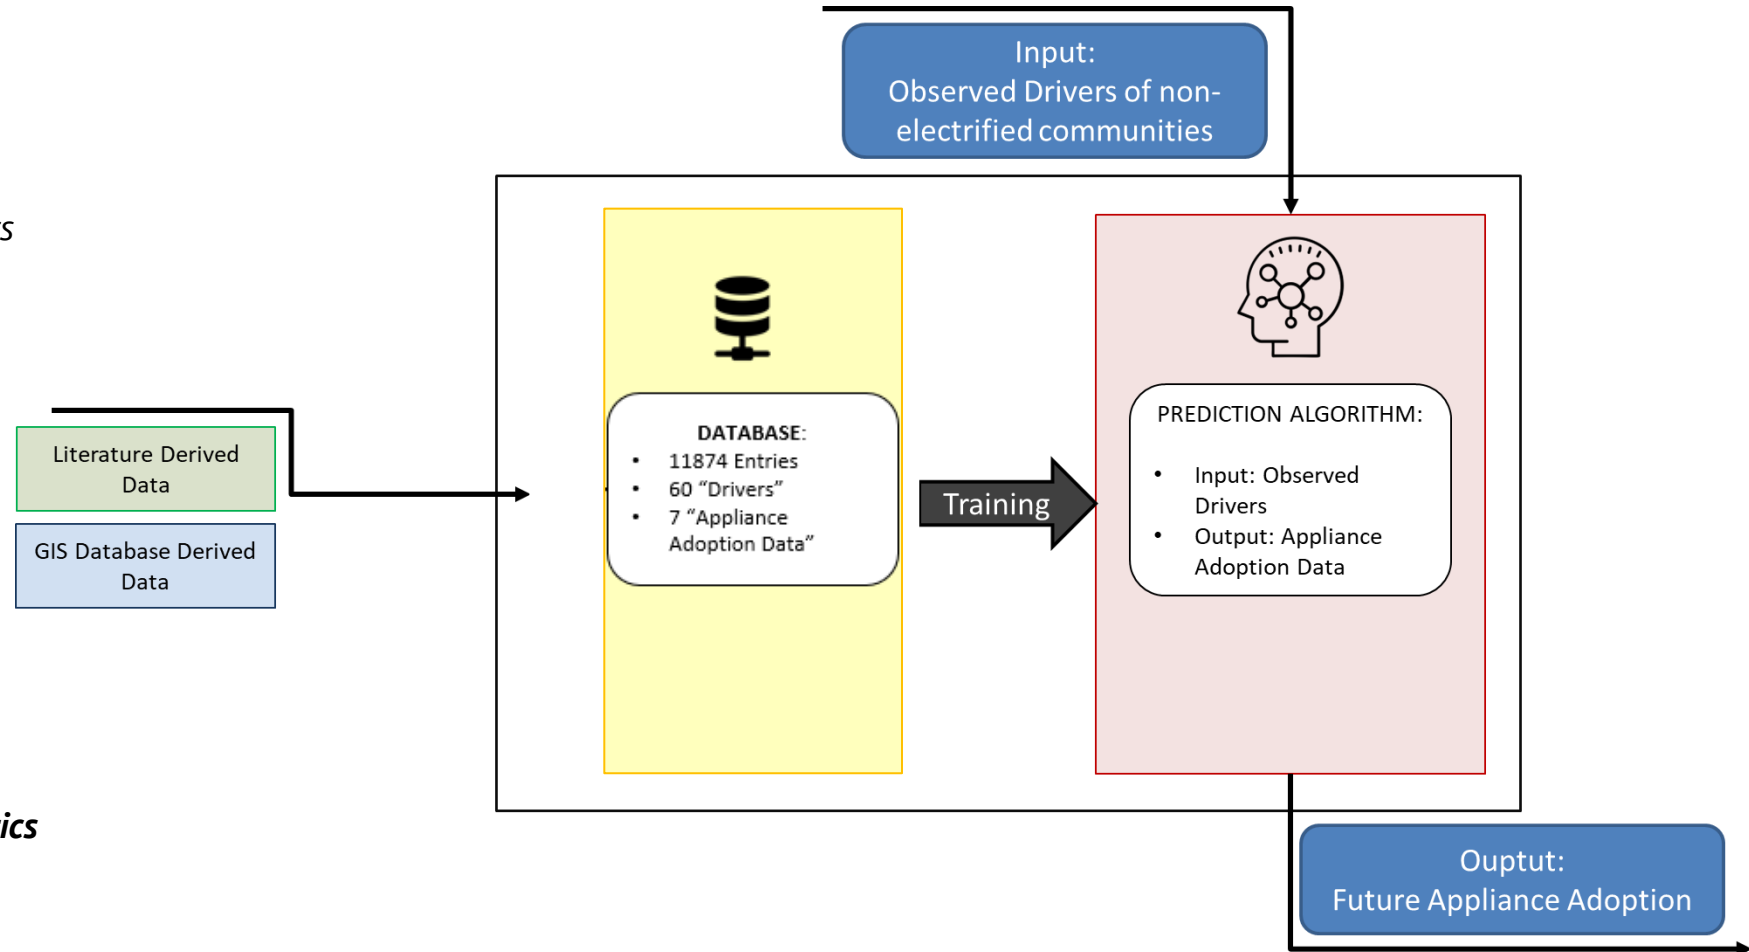 Input:
Observed Drivers of non-
electrified communities
DATABASE:
• 11874 Entries
• 60 “Drivers”
• 7 “Appliance
Adoption Data”
Training
PREDICTION ALGORITHM:
• Input: Observed
Drivers
• Output: Appliance
Adoption Data
Literature Derived
Data
GIS Database Derived
Data
ics
Ouptut:
Future Appliance Adoption